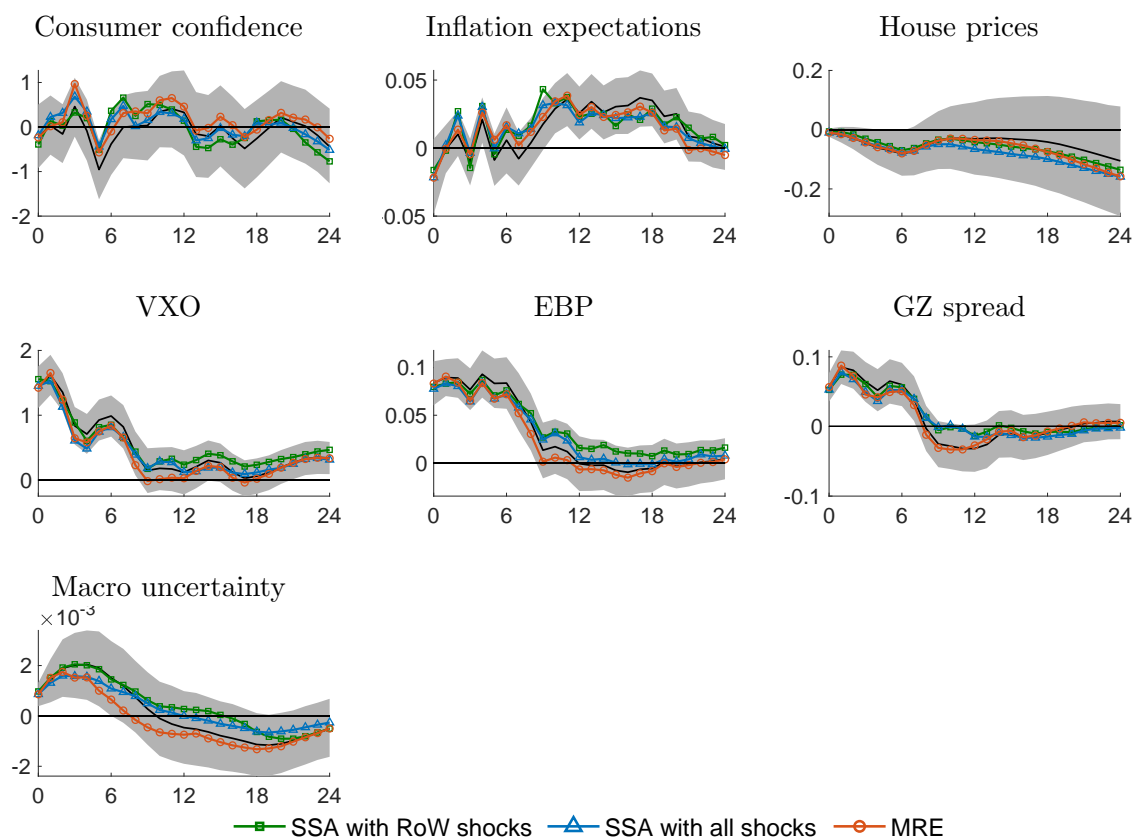 Consumer confidence Inflation expectations House prices
1
0
-1
-2
0 6 12 18 24
0.05
0
-0.05
0 6 12 18 24
0.2
0
-0.2
0 6 12 18 24
VXO EBP GZ spread
2
1
0
0 6 12 18 24
0.1
0.05
0
0 6 12 18 24
0.1
0
-0.1
0 6 12 18 24
Macro uncertainty
×10-3
2
0
-2
0 6 12 18 24
SSA with RoW shocks SSA with all shocks MRE